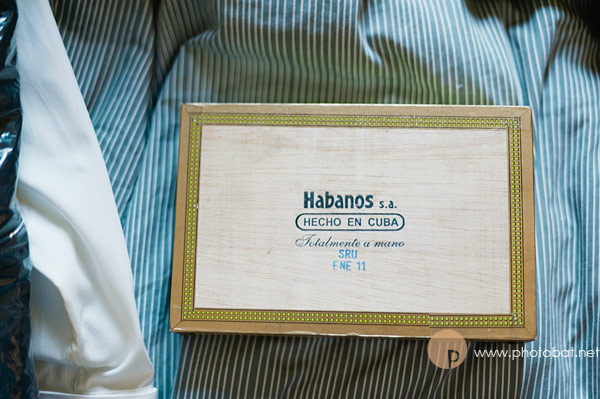 Habanos s.a.
HECHO EN CUBA
Totalmente a mano
SRU
ENE 11
p www.photobat.net